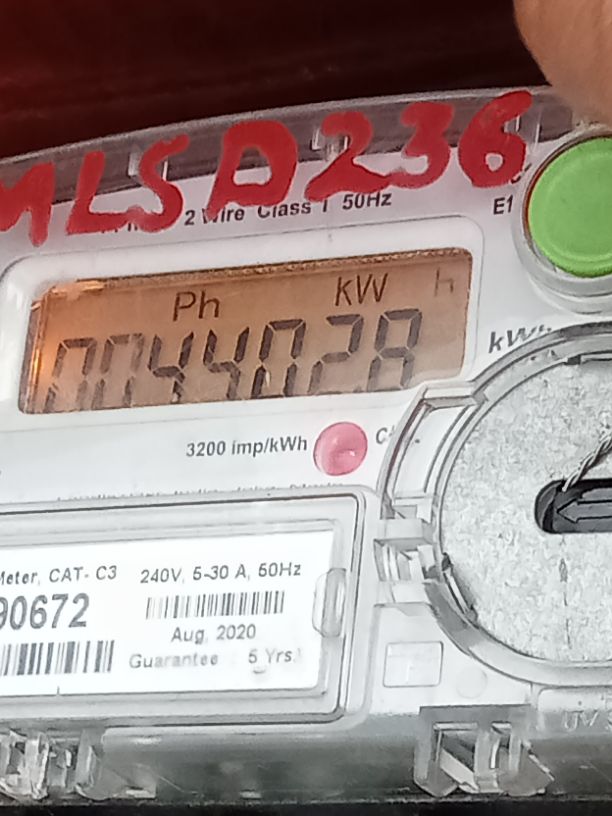 MLSD236
2 Wire Class 1 50Hz
E1
Ph kW h
0044028
kWh
3200 imp/kWh
Meter, CAT- C3 240V, 5-30 A, 50Hz
90672
Aug, 2020
Guarantee : 5 Yrs.